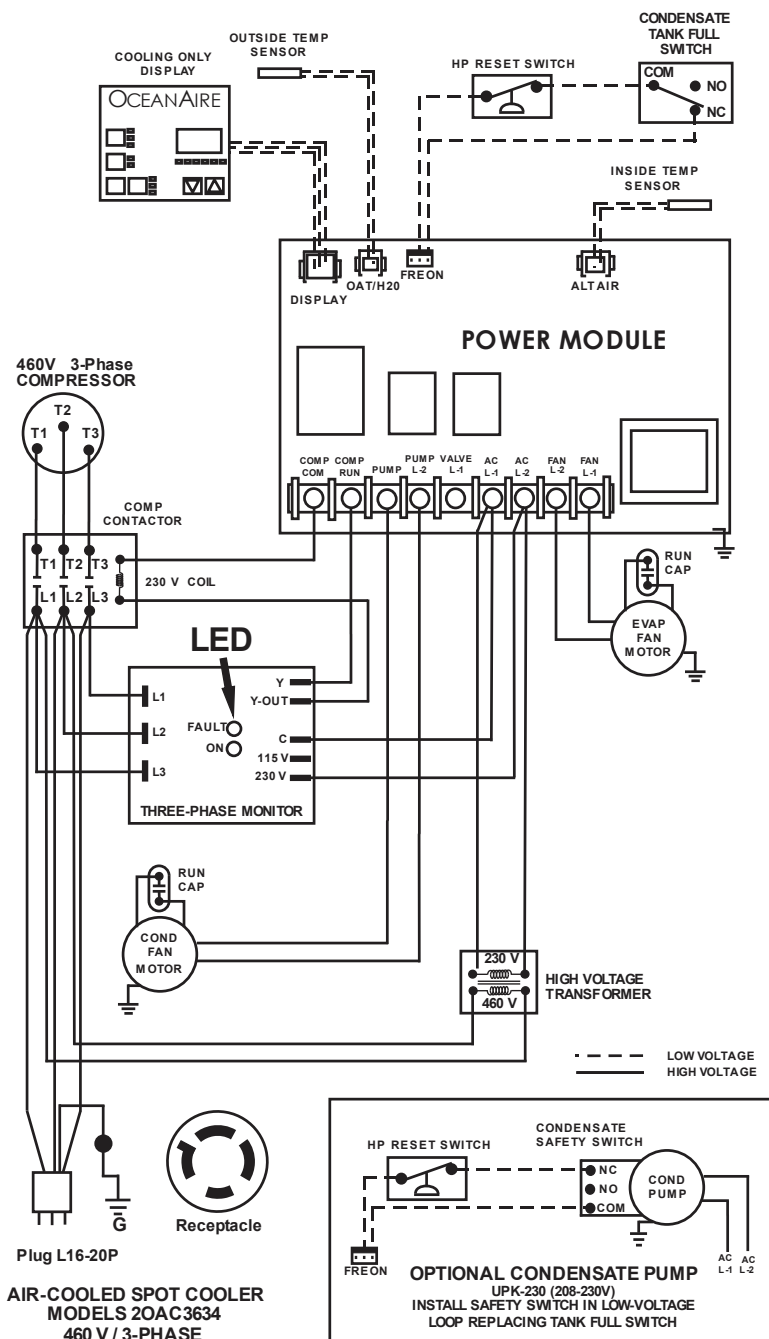 COOLING ONLY
DISPLAY
OCEANAIRE
OUTSIDE TEMP
SENSOR
HP RESET SWITCH
CONDENSATE
TANK FULL
SWITCH
COM
NO
NC
INSIDE TEMP
SENSOR
DISPLAY
OAT/H20
FREON
ALT AIR
POWER MODULE
460V 3-Phase
COMPRESSOR
T2
T1
T3
COMP
CONTACTOR
T1 T2 T3
L1 L2 L3
230 V COIL
COMP
COM
COMP
RUN
PUMP
PUMP
L-2
VALVE
L-1
AC
L-1
AC
L-2
FAN
L-2
FAN
L-1
RUN
CAP
EVAP
FAN
MOTOR
LED
L1
L2
L3
FAULT
ON
Y
Y-OUT
C
115 V
230 V
THREE-PHASE MONITOR
RUN
CAP
COND
FAN
MOTOR
230 V
460 V
HIGH VOLTAGE
TRANSFORMER
LOW VOLTAGE
HIGH VOLTAGE
G
Plug L16-20P
Receptacle
AIR-COOLED SPOT COOLER
MODELS 2OAC3634
460 V / 3-PHASE
HP RESET SWITCH
CONDENSATE
SAFETY SWITCH
NC
NO
COM
COND
PUMP
FREON
AC
L-1
AC
L-2
OPTIONAL CONDENSATE PUMP
UPK-230 (208-230V)
INSTALL SAFETY SWITCH IN LOW-VOLTAGE
LOOP REPLACING TANK FULL SWITCH